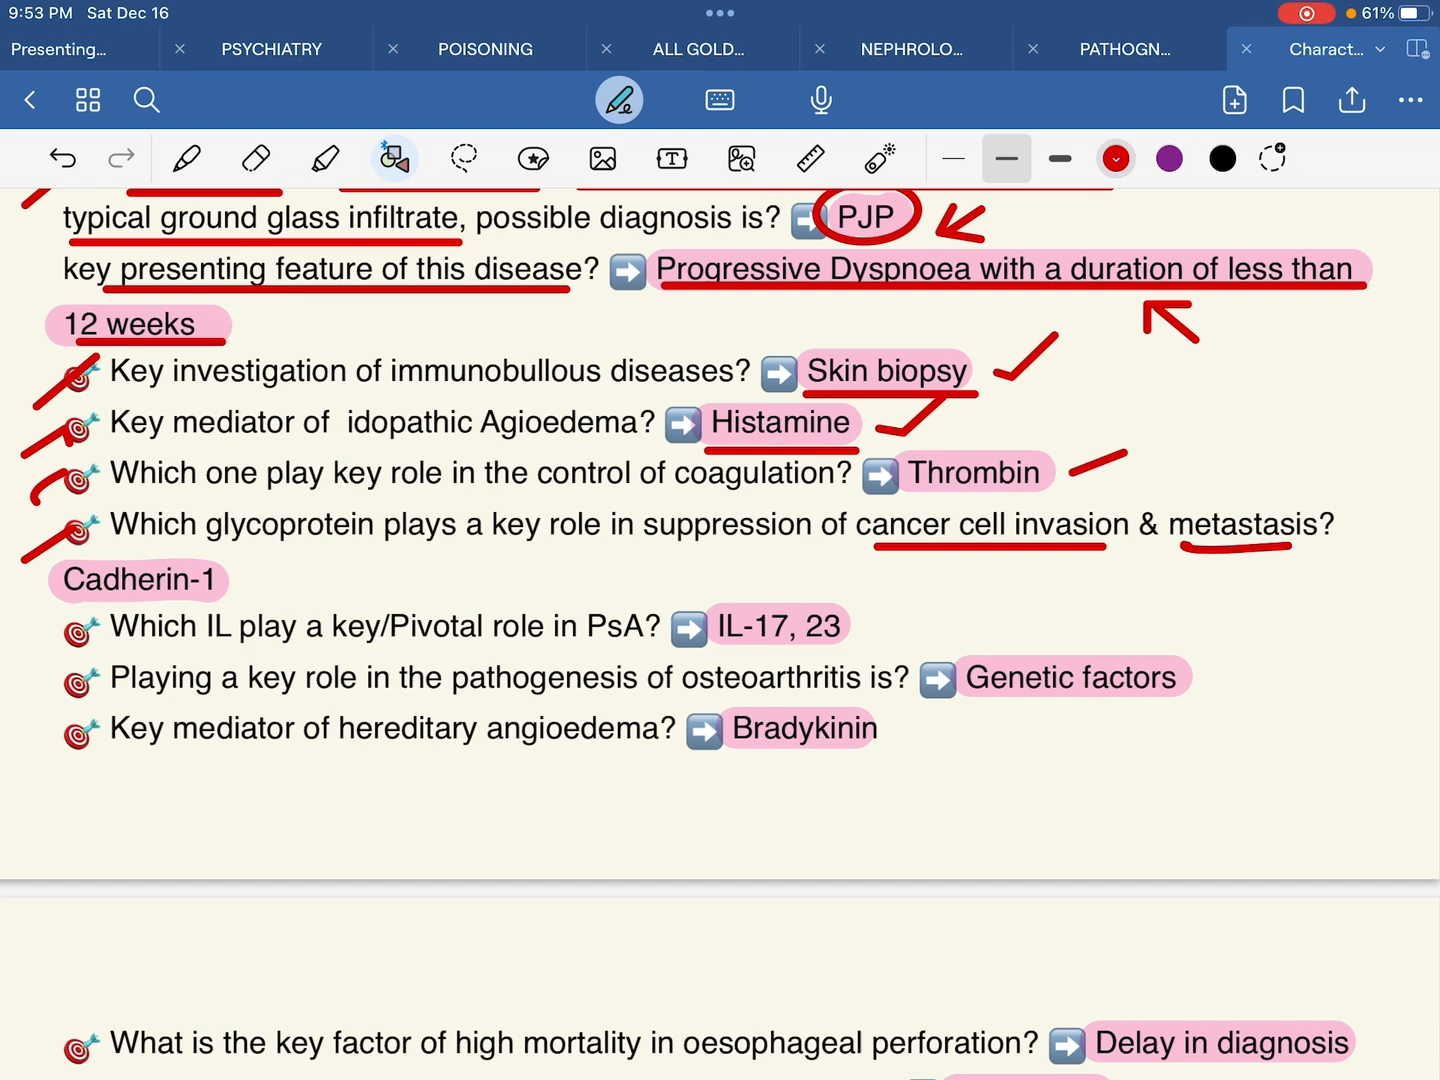 9:53 PM Sat Dec 16 61%
Presenting... PSYCHIATRY POISONING ALL GOLD... NEPHROLO... PATHOGN... Charact...
typical ground glass infiltrate, possible diagnosis is? ➡️ PJP
key presenting feature of this disease? ➡️ Progressive Dyspnoea with a duration of less than
12 weeks
🎯 Key investigation of immunobullous diseases? ➡️ Skin biopsy
🎯 Key mediator of idopathic Agioedema? ➡️ Histamine
🎯 Which one play key role in the control of coagulation? ➡️ Thrombin
🎯 Which glycoprotein plays a key role in suppression of cancer cell invasion & metastasis?
Cadherin-1
🎯 Which IL play a key/Pivotal role in PsA? ➡️ IL-17, 23
🎯 Playing a key role in the pathogenesis of osteoarthritis is? ➡️ Genetic factors
🎯 Key mediator of hereditary angioedema? ➡️ Bradykinin
🎯 What is the key factor of high mortality in oesophageal perforation? ➡️ Delay in diagnosis